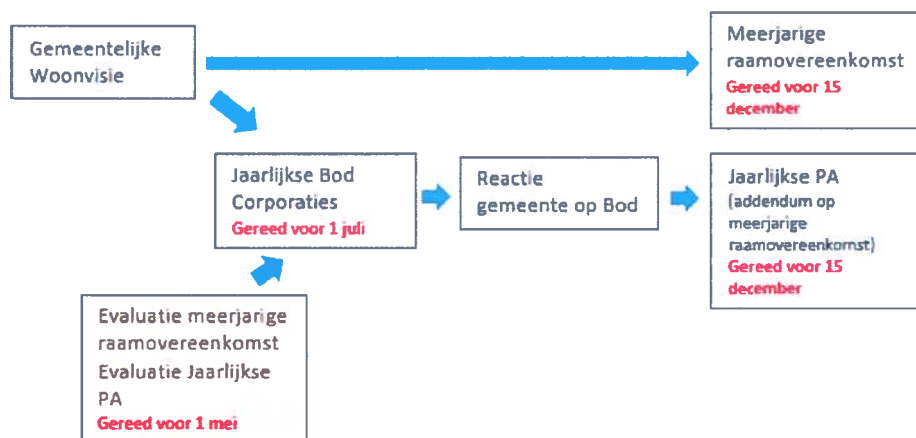 Gemeentelijke
Woonvisie
Meerjarige
raamovereenkomst
Gereed voor 15
december
Jaarlijkse Bod
Corporaties
Gereed voor 1 juli
Reactie
gemeente op Bod
Jaarlijkse PA
(addendum op
meerjarige
raamovereenkomst)
Gereed voor 15
december
Evaluatie meerjarige
raamovereenkomst
Evaluatie Jaarlijkse
PA
Gereed voor 1 mei